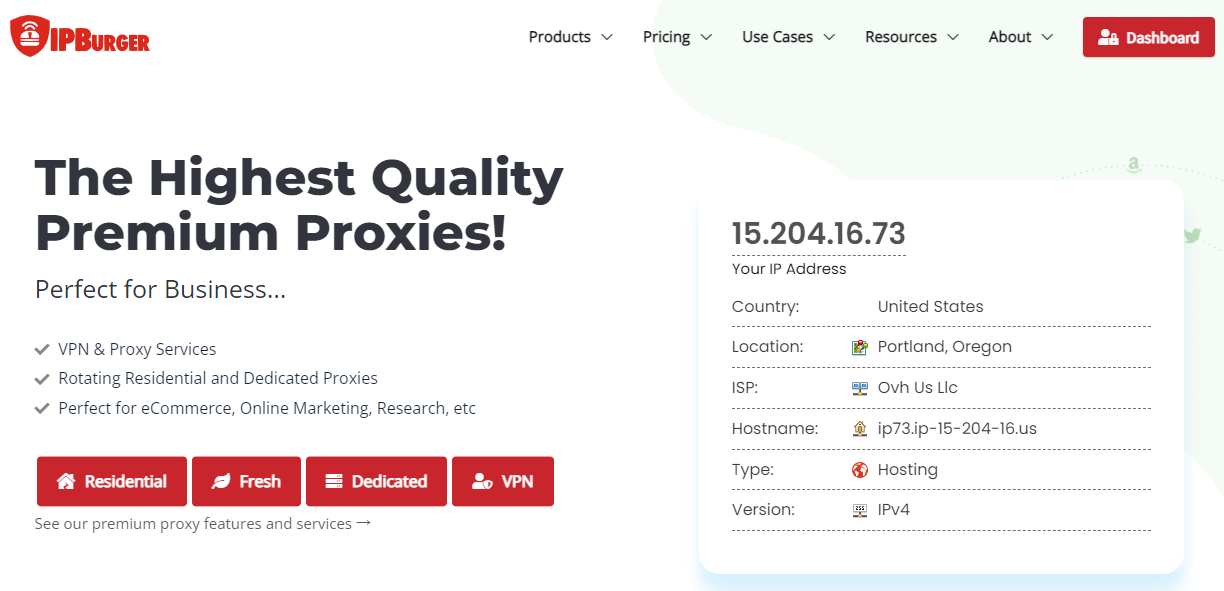 IPBURGER
Products
Pricing
Use Cases
Resources
About
Dashboard
The Highest Quality
Premium Proxies!
Perfect for Business...
VPN & Proxy Services
Rotating Residential and Dedicated Proxies
Perfect for eCommerce, Online Marketing, Research, etc
Residential
Fresh
Dedicated
VPN
See our premium proxy features and services →
15.204.16.73
Your IP Address
Country: United States
Location: Portland, Oregon
ISP: Ovh Us Llc
Hostname: ip73.ip-15-204-16.us
Type: Hosting
Version: IPv4